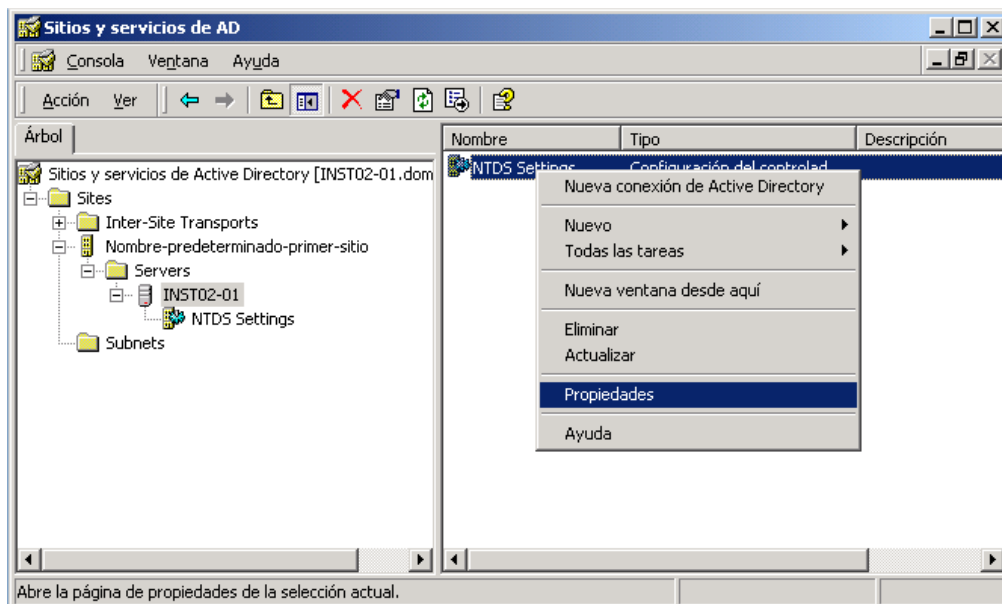 Sitios y servicios de AD
Consola Ventana Ayuda
Acción Ver
Árbol
Sitios y servicios de Active Directory [INST02-01.dom
Sites
Inter-Site Transports
Nombre-predeterminado-primer-sitio
Servers
INST02-01
NTDS Settings
Subnets
Nombre Tipo Descripción
NTDS Settings Configuración del controlad...
Nueva conexión de Active Directory
Nuevo
Todas las tareas
Nueva ventana desde aquí
Eliminar
Actualizar
Propiedades
Ayuda
Abre la página de propiedades de la selección actual.